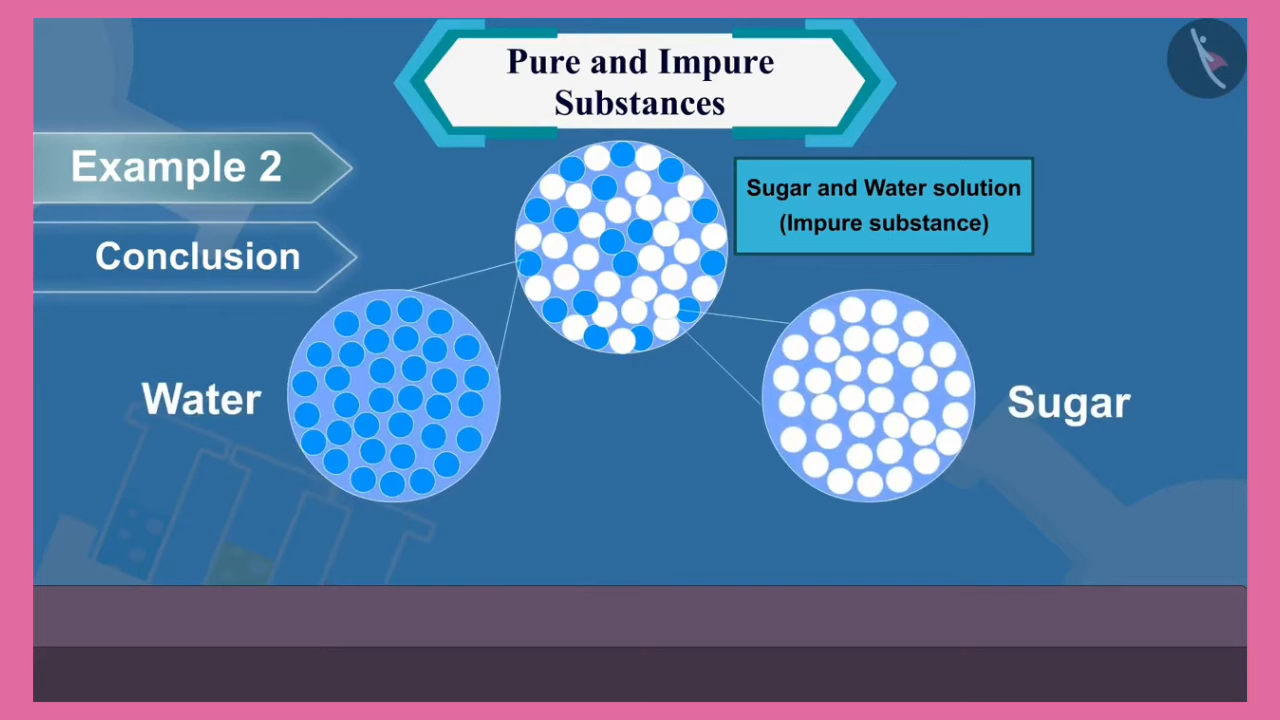 Pure and Impure
Substances
Example 2
Conclusion
Sugar and Water solution
(Impure substance)
Water
Sugar